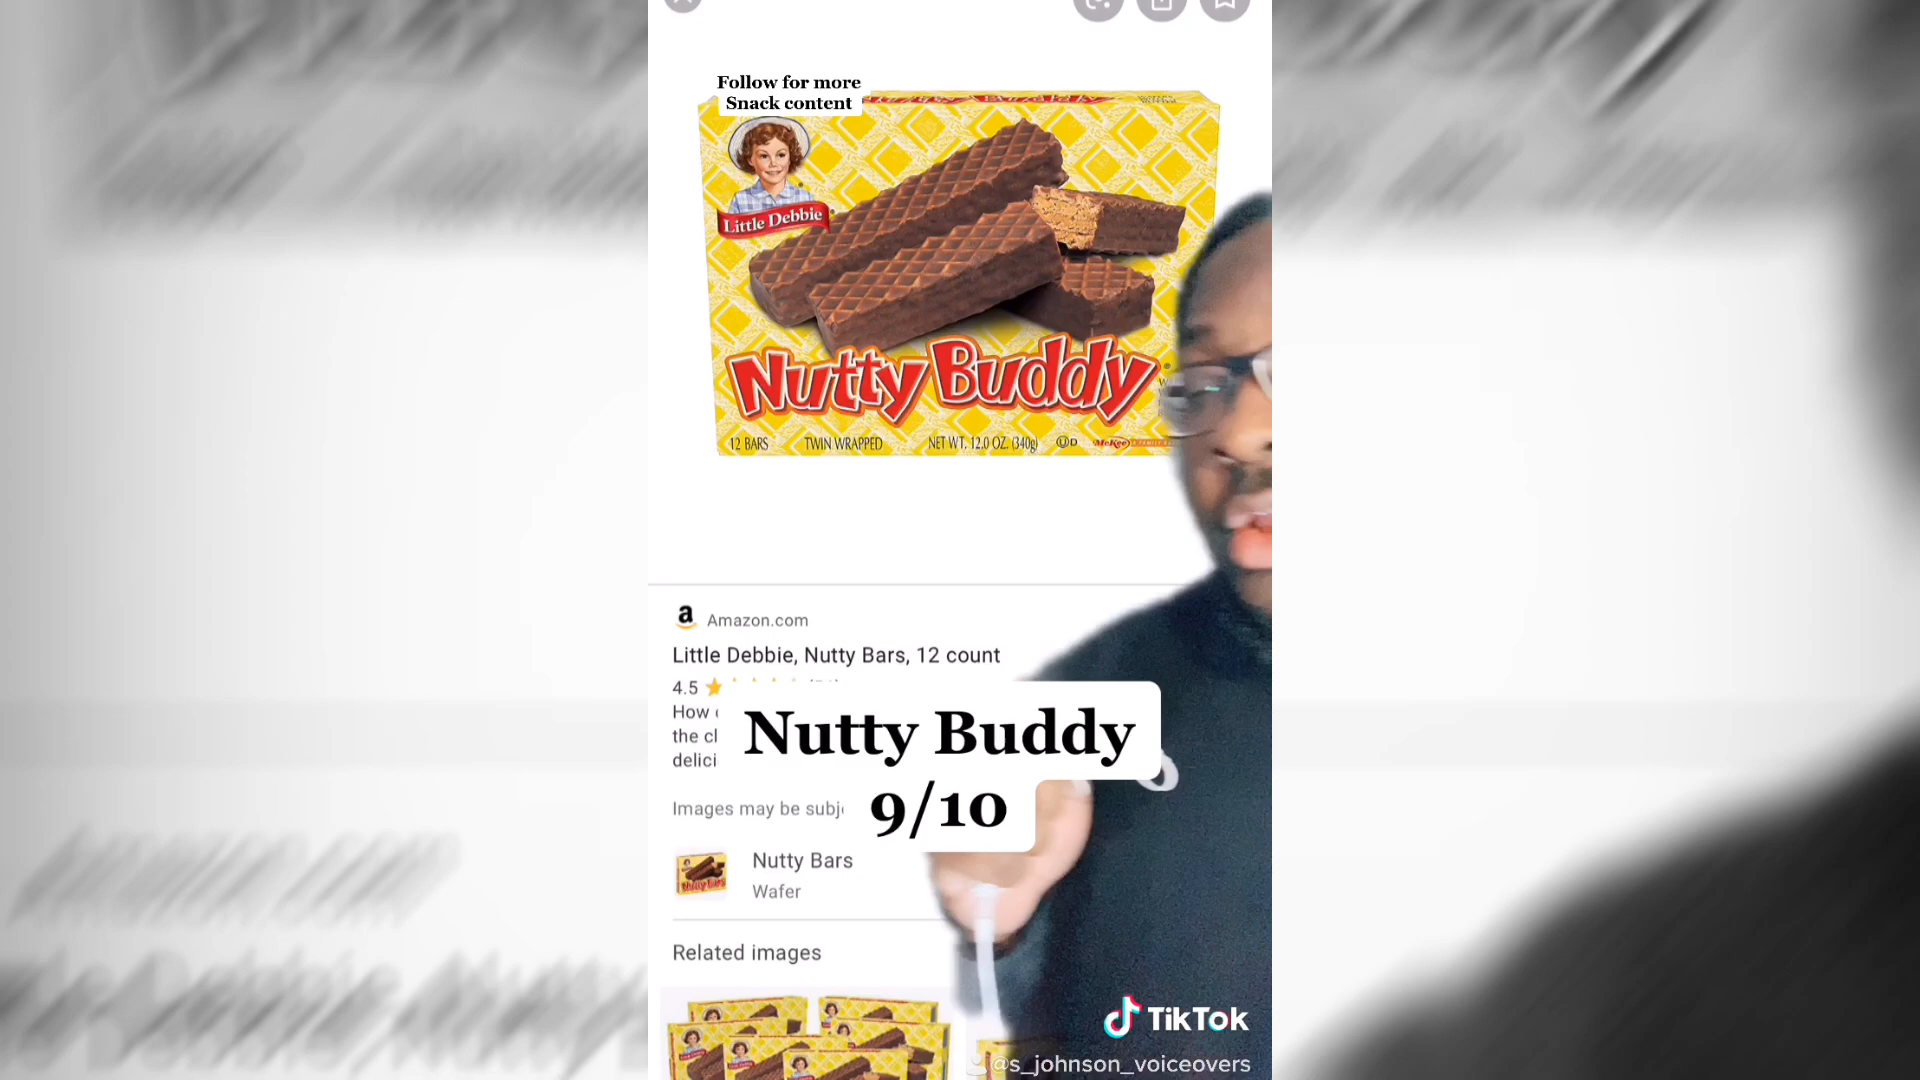 Follow for more
Snack content
Little Debbie
Nutty Buddy
12 BARS TWIN WRAPPED NET WT. 12.0 OZ. (340g) McKee
a Amazon.com
Little Debbie, Nutty Bars, 12 count
4.5
How
the cl
delici
Nutty Buddy
9/10
Images may be subj
Nutty Bars
Wafer
Related images
TikTok
@s_johnson_voiceovers